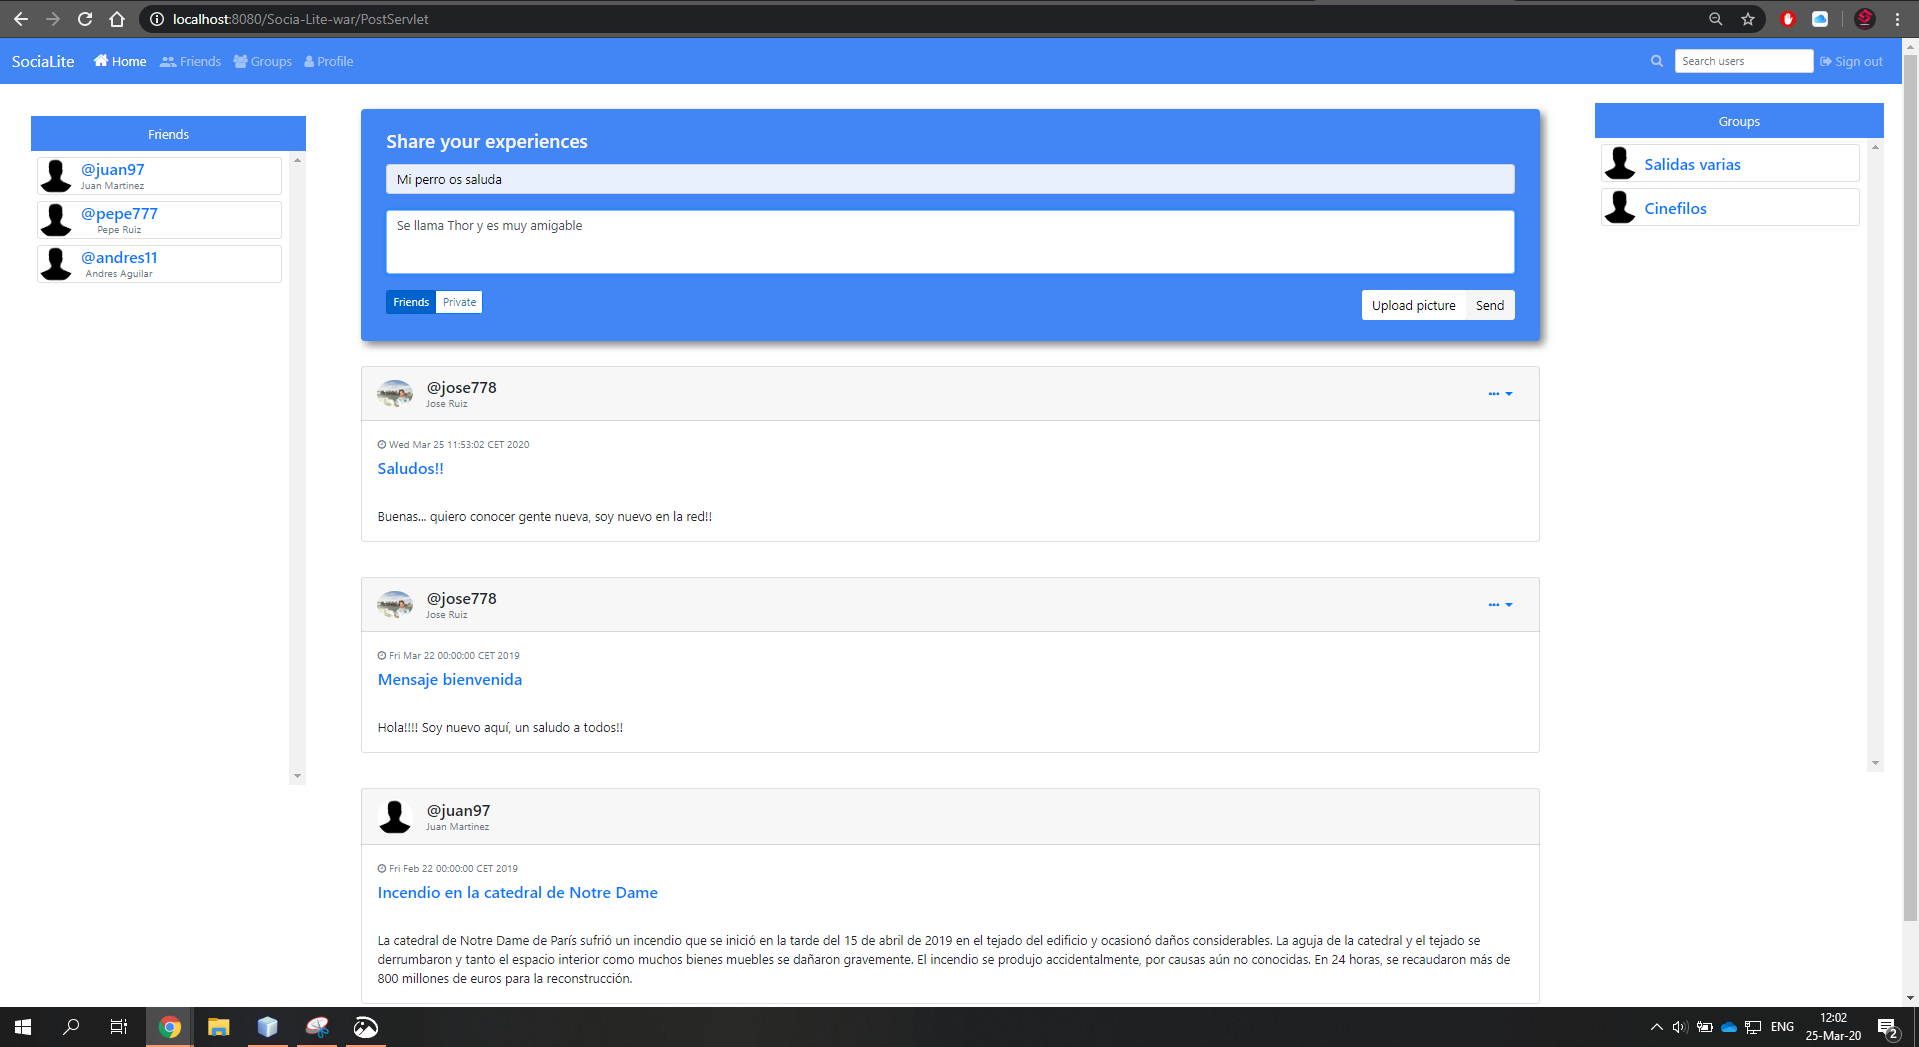 localhost:8080/Socia-Lite-war/PostServlet
SociaLite Home Friends Groups Profile Search users Sign out
Friends
@juan97
Juan Martinez
@pepe777
Pepe Ruiz
@andres11
Andres Aguilar
Share your experiences
Mi perro os saluda
Se llama Thor y es muy amigable
Friends Private Upload picture Send
Groups
Salidas varias
Cinefilos
@jose778
Jose Ruiz
Wed Mar 25 11:53:02 CET 2020
Saludos!!
Buenas... quiero conocer gente nueva, soy nuevo en la red!!
@jose778
Jose Ruiz
Fri Mar 22 00:00:00 CET 2019
Mensaje bienvenida
Hola!!!! Soy nuevo aquí, un saludo a todos!!
@juan97
Juan Martinez
Fri Feb 22 00:00:00 CET 2019
Incendio en la catedral de Notre Dame
La catedral de Notre Dame de París sufrió un incendio que se inició en la tarde del 15 de abril de 2019 en el tejado del edificio y ocasionó daños considerables. La aguja de la catedral y el tejado se
derrumbaron y tanto el espacio interior como muchos bienes muebles se dañaron gravemente. El incendio se produjo accidentalmente, por causas aún no conocidas. En 24 horas, se recaudaron más de
800 millones de euros para la reconstrucción.
ENG
12:02
25-Mar-20
2